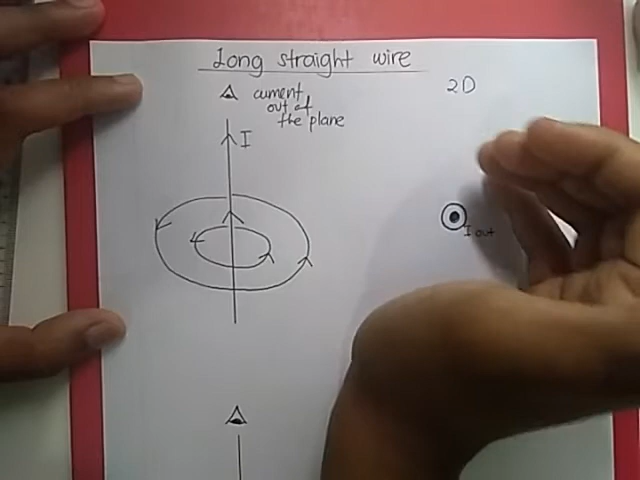 Long straight wire
current
out of
the plane
2D
I
I out